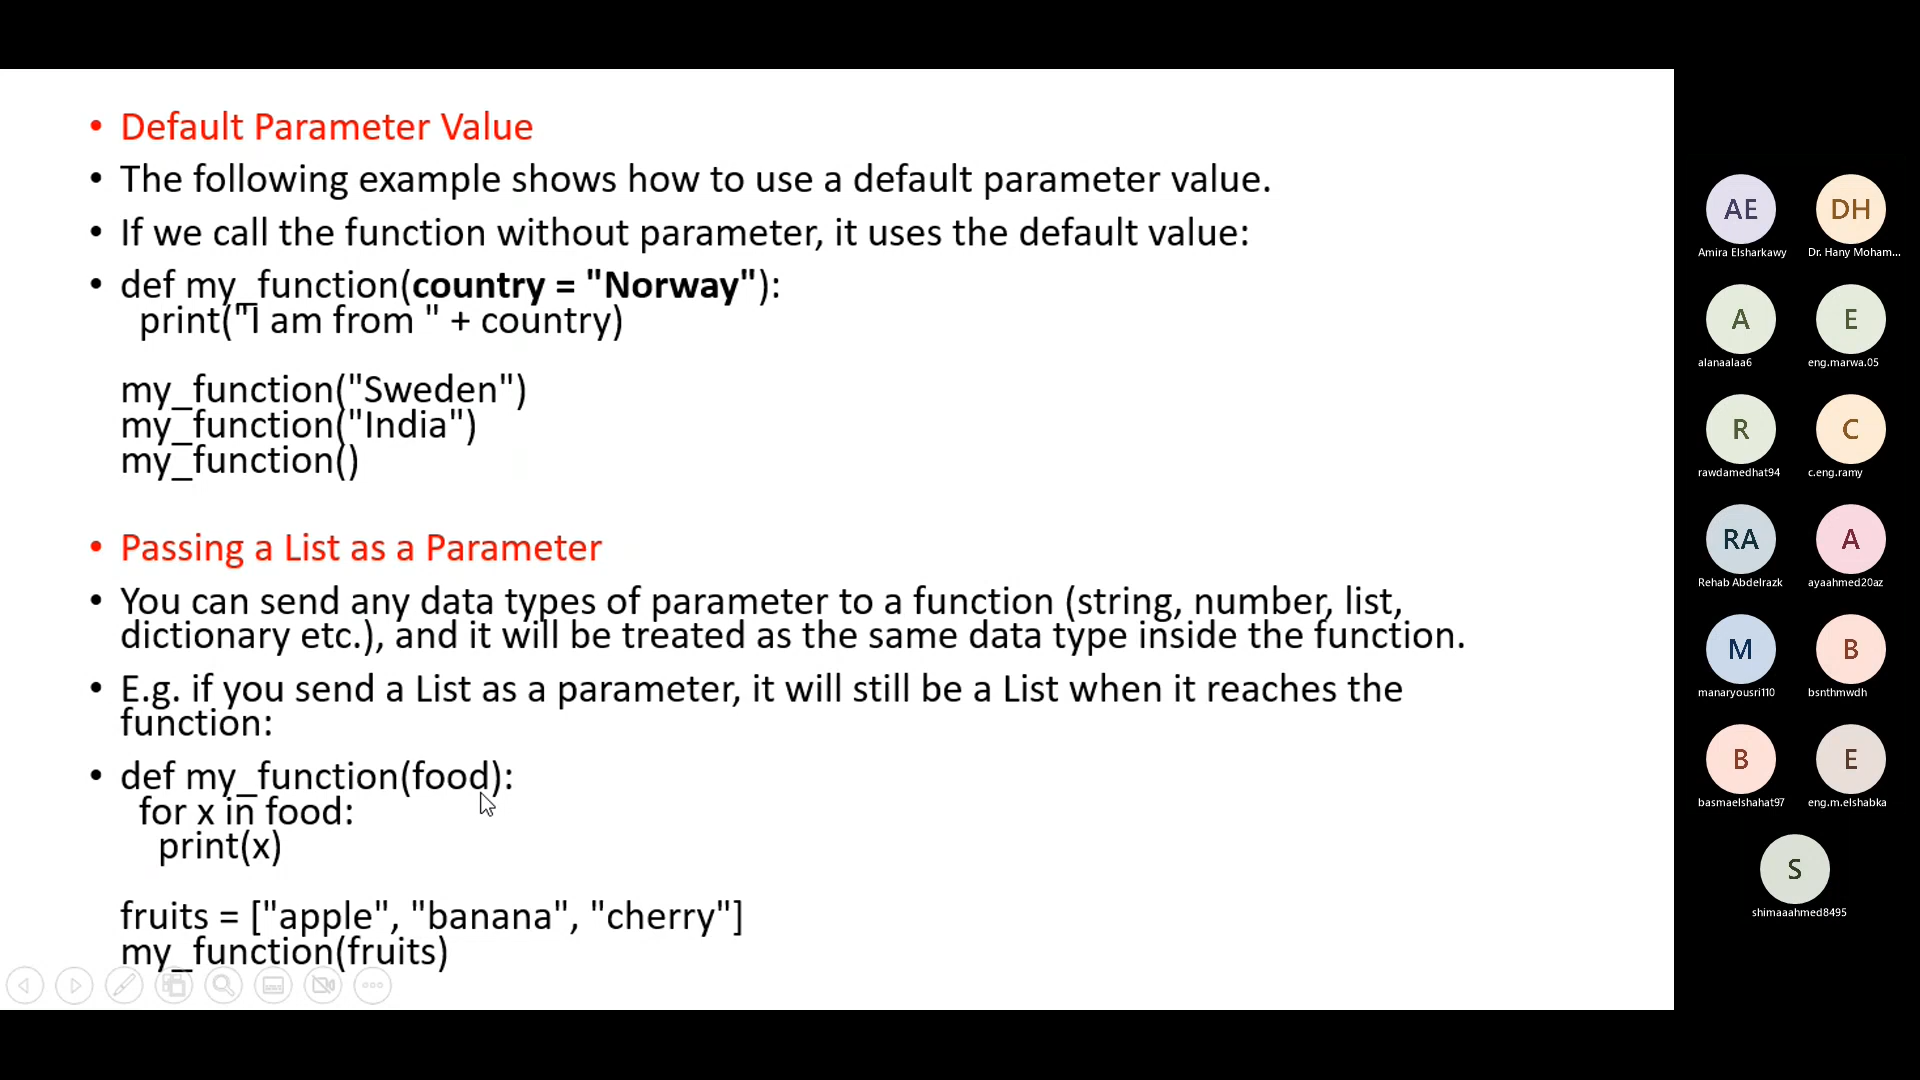 • Default Parameter Value
• The following example shows how to use a default parameter value.
• If we call the function without parameter, it uses the default value:
• def my_function(country = "Norway"):
print("I am from " + country)
my_function("Sweden")
my_function("India")
my_function()
• Passing a List as a Parameter
• You can send any data types of parameter to a function (string, number, list,
dictionary etc.), and it will be treated as the same data type inside the function.
• E.g. if you send a List as a parameter, it will still be a List when it reaches the
function:
• def my_function(food):
for x in food:
print(x)
fruits = ["apple", "banana", "cherry"]
my_function(fruits)
AE DH
Amira Elsharkawy Dr. Hany Moham...
A E
alanaalaa6 eng.marwa.05
R C
rawdamedhat94 c.eng.ramy
RA A
Rehab Abdelrazk ayaahmed20az
M B
manaryousri110 bsnthmwdh
B E
basmaelshahat97 eng.m.elshabka
S
shimaaahmed8495